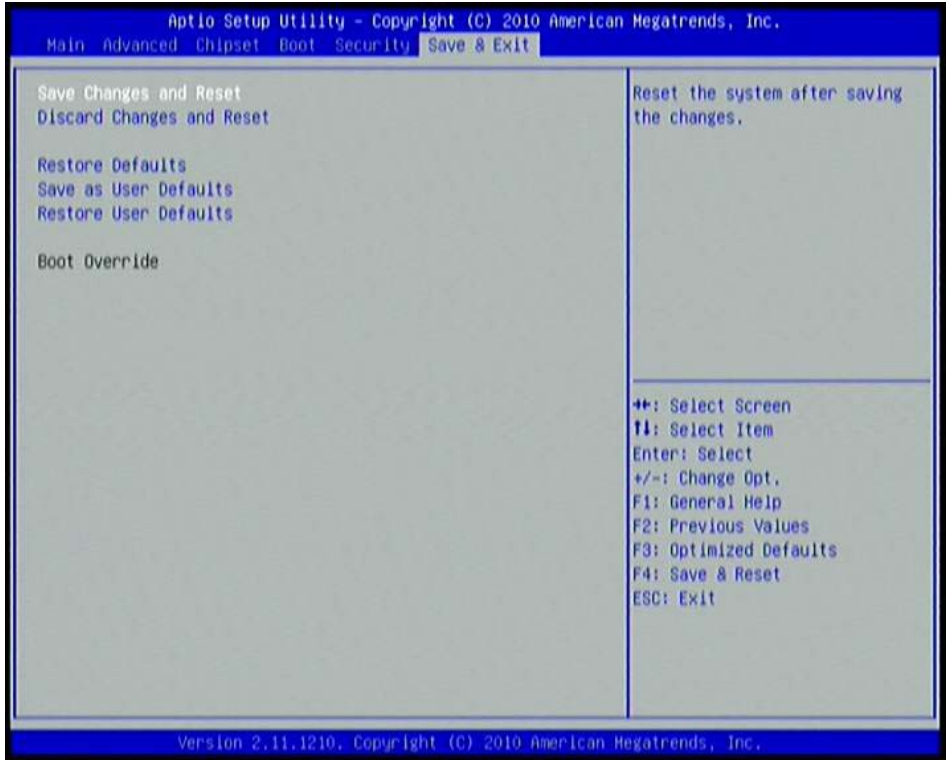 Aptio Setup Utility - Copyright (C) 2010 American Megatrends, Inc.
Main Advanced Chipset Boot Security Save & Exit
Save Changes and Reset
Discard Changes and Reset
Restore Defaults
Save as User Defaults
Restore User Defaults
Boot Override
Reset the system after saving
the changes.
→←: Select Screen
↑↓: Select Item
Enter: Select
+/-: Change Opt.
F1: General Help
F2: Previous Values
F3: Optimized Defaults
F4: Save & Reset
ESC: Exit
Version 2.11.1210. Copyright (C) 2010 American Megatrends, Inc.